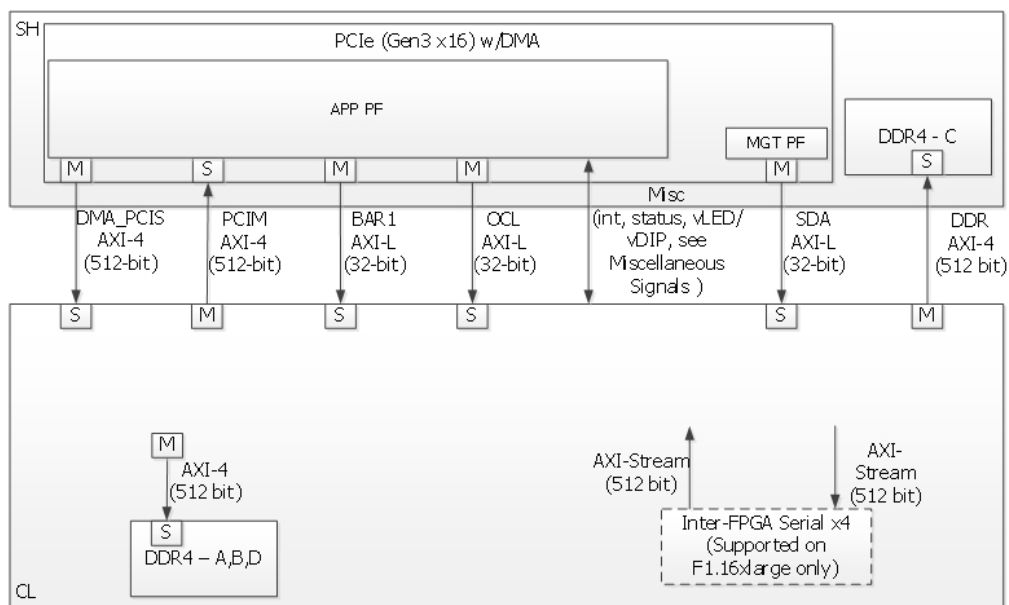 SH
PCIe (Gen3 x16) w/DMA
APP PF
MGT PF
DDR4 - C
S
M
S
M
M
M
Misc
DMA_PCIS
AXI-4
(512-bit)
PCIM
AXI-4
(512-bit)
BAR1
AXI-L
(32-bit)
OCL
AXI-L
(32-bit)
(int, status, vLED/
vDIP, see
Miscellaneous
Signals )
SDA
AXI-L
(32-bit)
DDR
AXI-4
(512 bit)
S
M
S
S
S
M
M
AXI-4
(512 bit)
S
DDR4 – A,B,D
AXI-Stream
(512 bit)
AXI-
Stream
(512 bit)
Inter-FPGA Serial x4
(Supported on
F1.16xlarge only)
CL